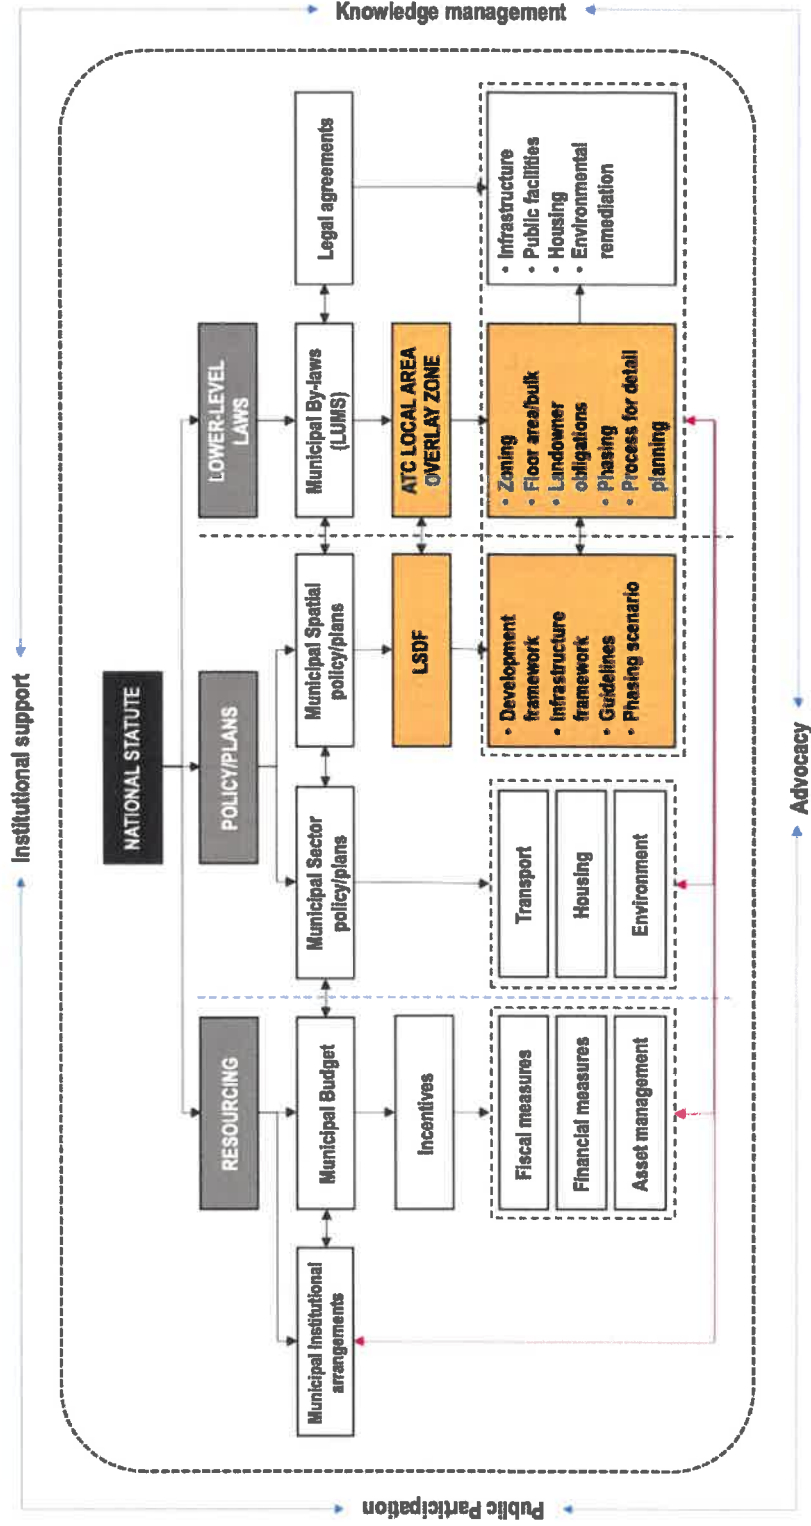 Institutional support
NATIONAL STATUTE
RESOURCING
POLICY/PLANS
LOWER-LEVEL
LAWS
Municipal Institutional
arrangements
Municipal Budget
Municipal Sector
policy/plans
Municipal Spatial
policy/plans
Municipal By-laws
(LUMS)
Legal agreements
Incentives
LSDF
ATC LOCAL AREA
OVERLAY ZONE
Fiscal measures
Financial measures
Asset management
Transport
Housing
Environment
• Development
framework
• Infrastructure
framework
• Guidelines
• Phasing scenario
• Zoning
• Floor area/bulk
• Landowner
obligations
• Phasing
• Process for detail
planning
• Infrastructure
• Public facilities
• Housing
• Environmental
remediation
Public Participation
Knowledge management
Advocacy